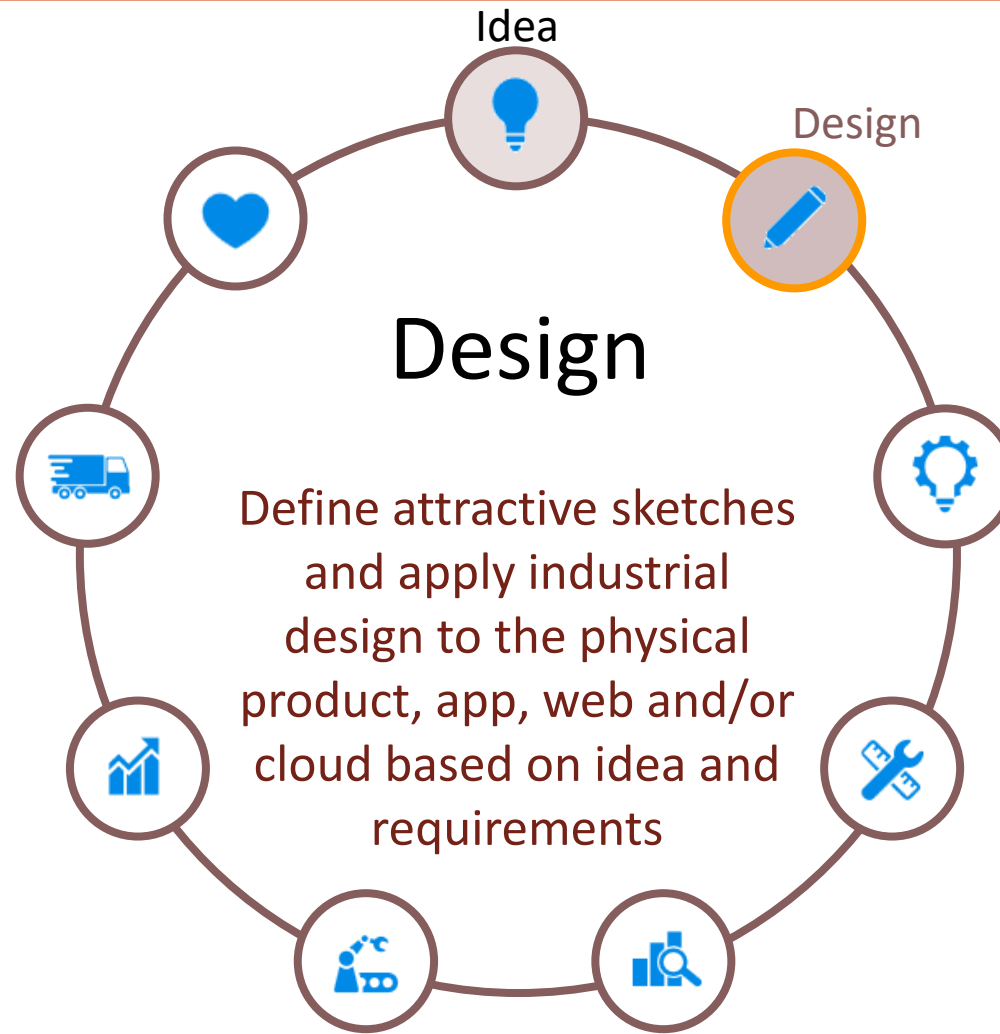 Idea
Design
Design
Define attractive sketches
and apply industrial
design to the physical
product, app, web and/or
cloud based on idea and
requirements